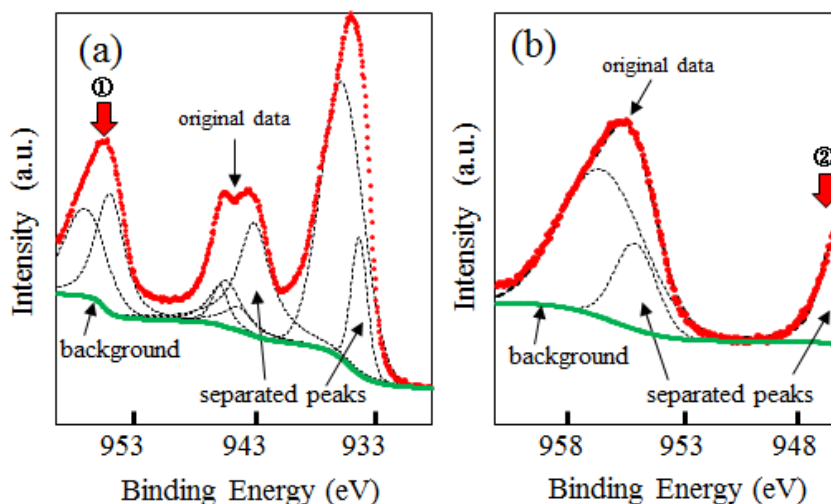 (a)
①
original data
background
separated peaks
Intensity (a.u.)
953
943
933
Binding Energy (eV)
(b)
original data
②
background
separated peaks
Intensity (a.u.)
958
953
948
Binding Energy (eV)